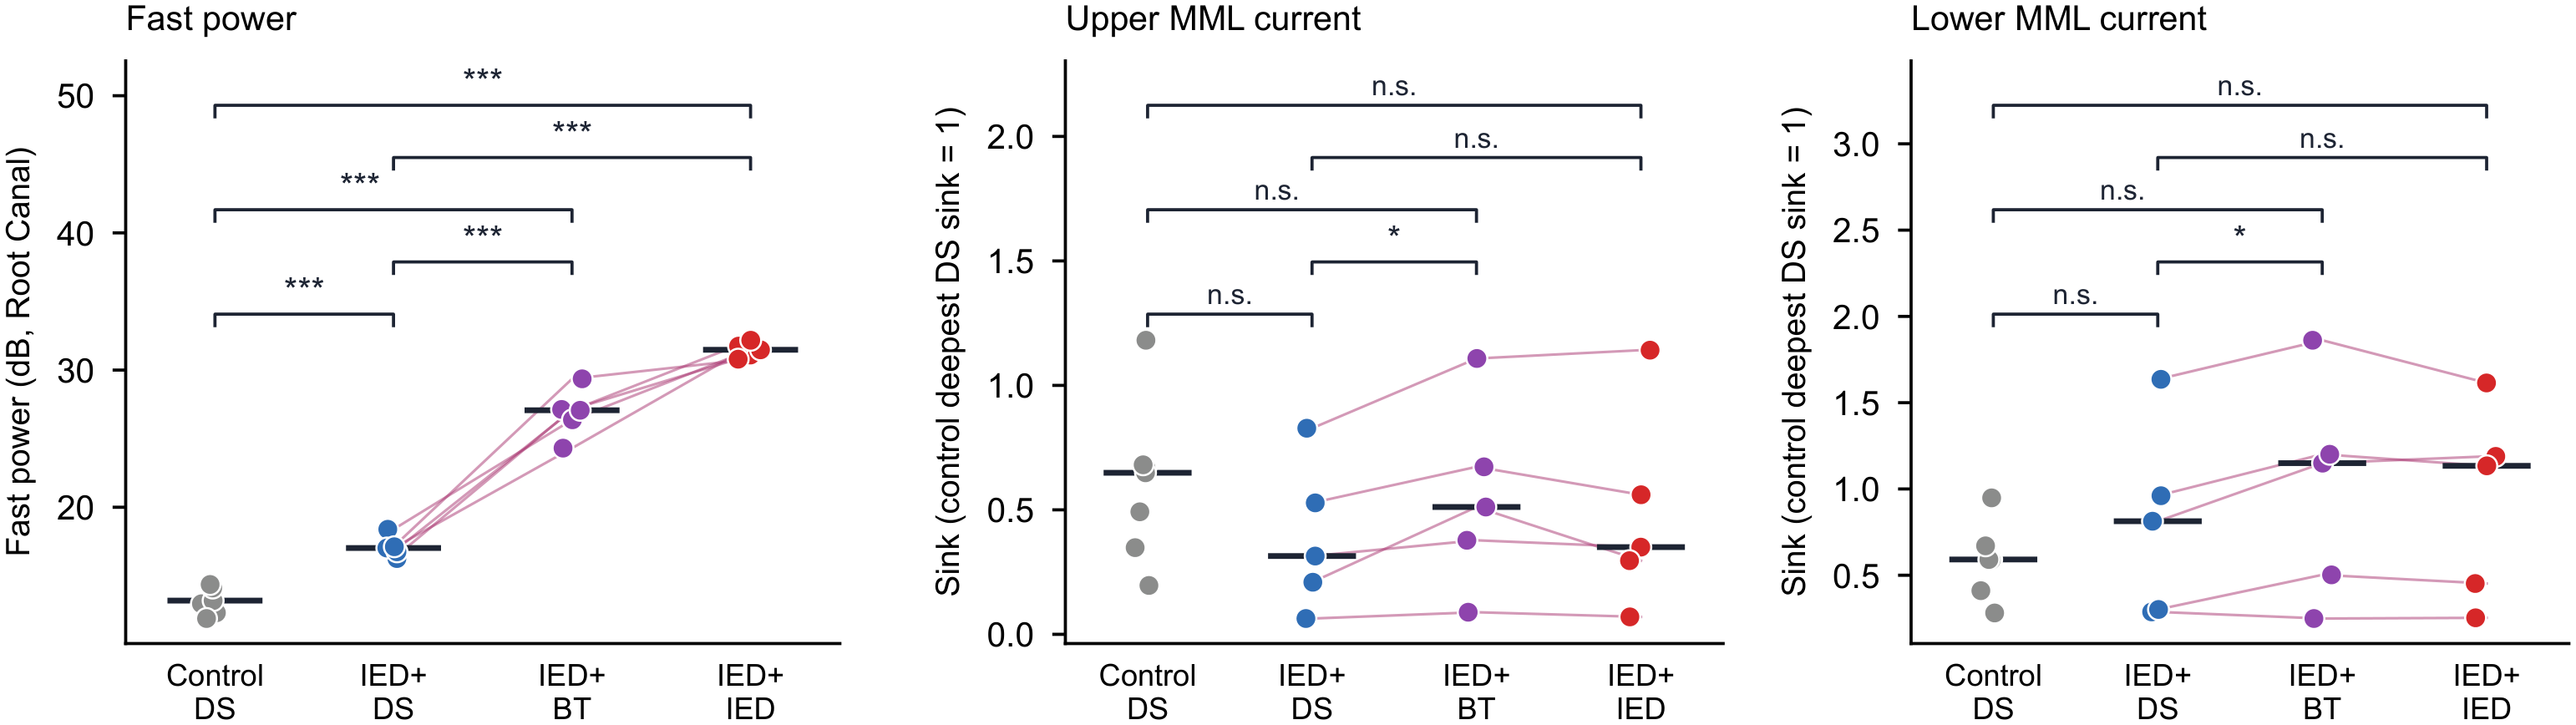 Fast power
Fast power (dB, Root Canal)
50
40
30
20
***
***
***
***
***
Control
DS
IED+
DS
IED+
BT
IED+
IED
Upper MML current
Sink (control deepest DS sink = 1)
2.0
1.5
1.0
0.5
0.0
n.s.
n.s.
n.s.
*
n.s.
Control
DS
IED+
DS
IED+
BT
IED+
IED
Lower MML current
Sink (control deepest DS sink = 1)
3.0
2.5
2.0
1.5
1.0
0.5
n.s.
n.s.
n.s.
*
n.s.
Control
DS
IED+
DS
IED+
BT
IED+
IED